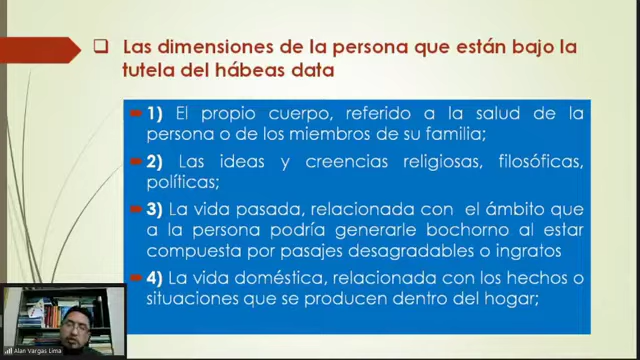 Las dimensiones de la persona que están bajo la
tutela del hábeas data
1) El propio cuerpo, referido a la salud de la
persona o de los miembros de su familia;
2) Las ideas y creencias religiosas, filosóficas,
políticas;
3) La vida pasada, relacionada con el ámbito que
a la persona podría generarle bochorno al estar
compuesta por pasajes desagradables o ingratos
4) La vida doméstica, relacionada con los hechos o
situaciones que se producen dentro del hogar;
Alan Vargas Lima